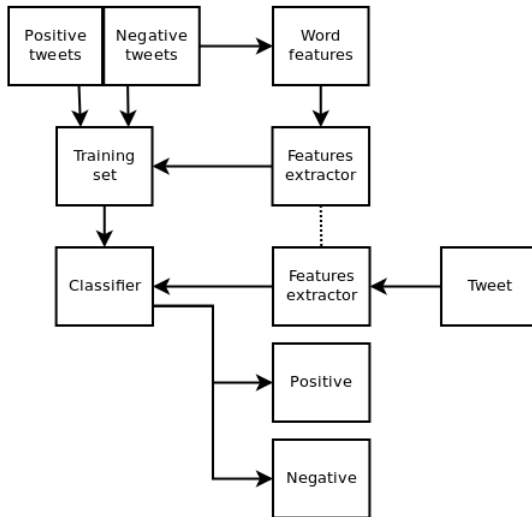 Positive
tweets
Negative
tweets
Word
features
Training
set
Features
extractor
Classifier
Features
extractor
Tweet
Positive
Negative